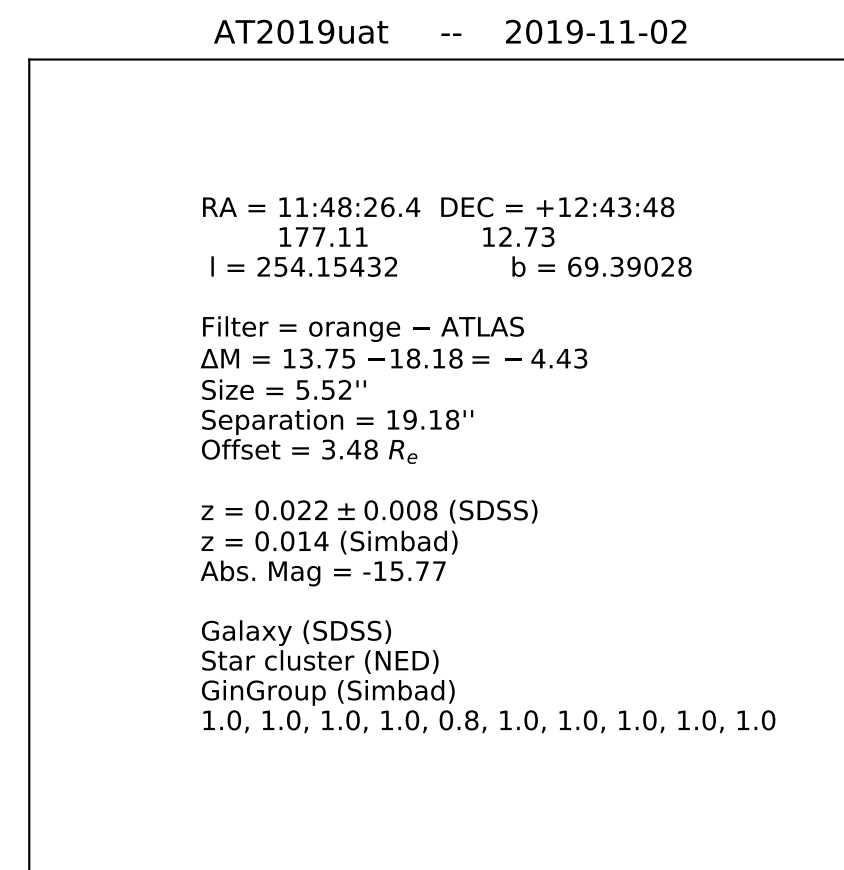 AT2019uat -- 2019-11-02
RA = 11:48:26.4 DEC = +12:43:48
177.11 12.73
l = 254.15432 b = 69.39028
Filter = orange − ATLAS
ΔM = 13.75 −18.18 = − 4.43
Size = 5.52''
Separation = 19.18''
Offset = 3.48 Rₑ
z = 0.022 ± 0.008 (SDSS)
z = 0.014 (Simbad)
Abs. Mag = -15.77
Galaxy (SDSS)
Star cluster (NED)
GinGroup (Simbad)
1.0, 1.0, 1.0, 1.0, 0.8, 1.0, 1.0, 1.0, 1.0, 1.0